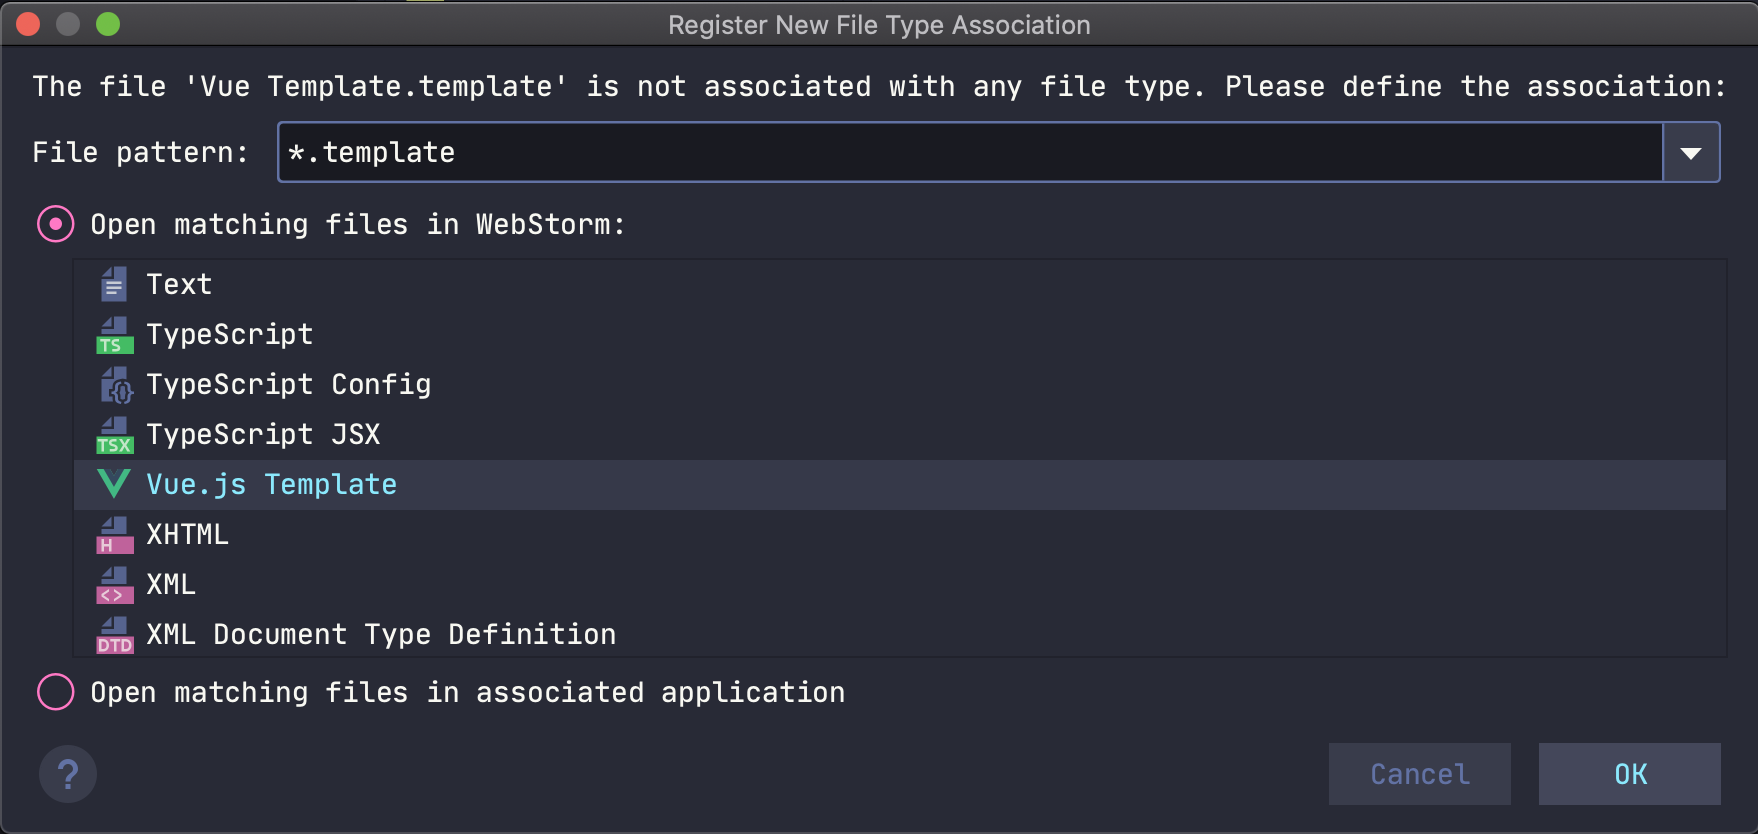 Register New File Type Association
The file 'Vue Template.template' is not associated with any file type. Please define the association:
File pattern: *.template
Open matching files in WebStorm:
Text
TS TypeScript
TypeScript Config
TSX TypeScript JSX
Vue.js Template
H XHTML
<> XML
DTD XML Document Type Definition
Open matching files in associated application
? Cancel OK